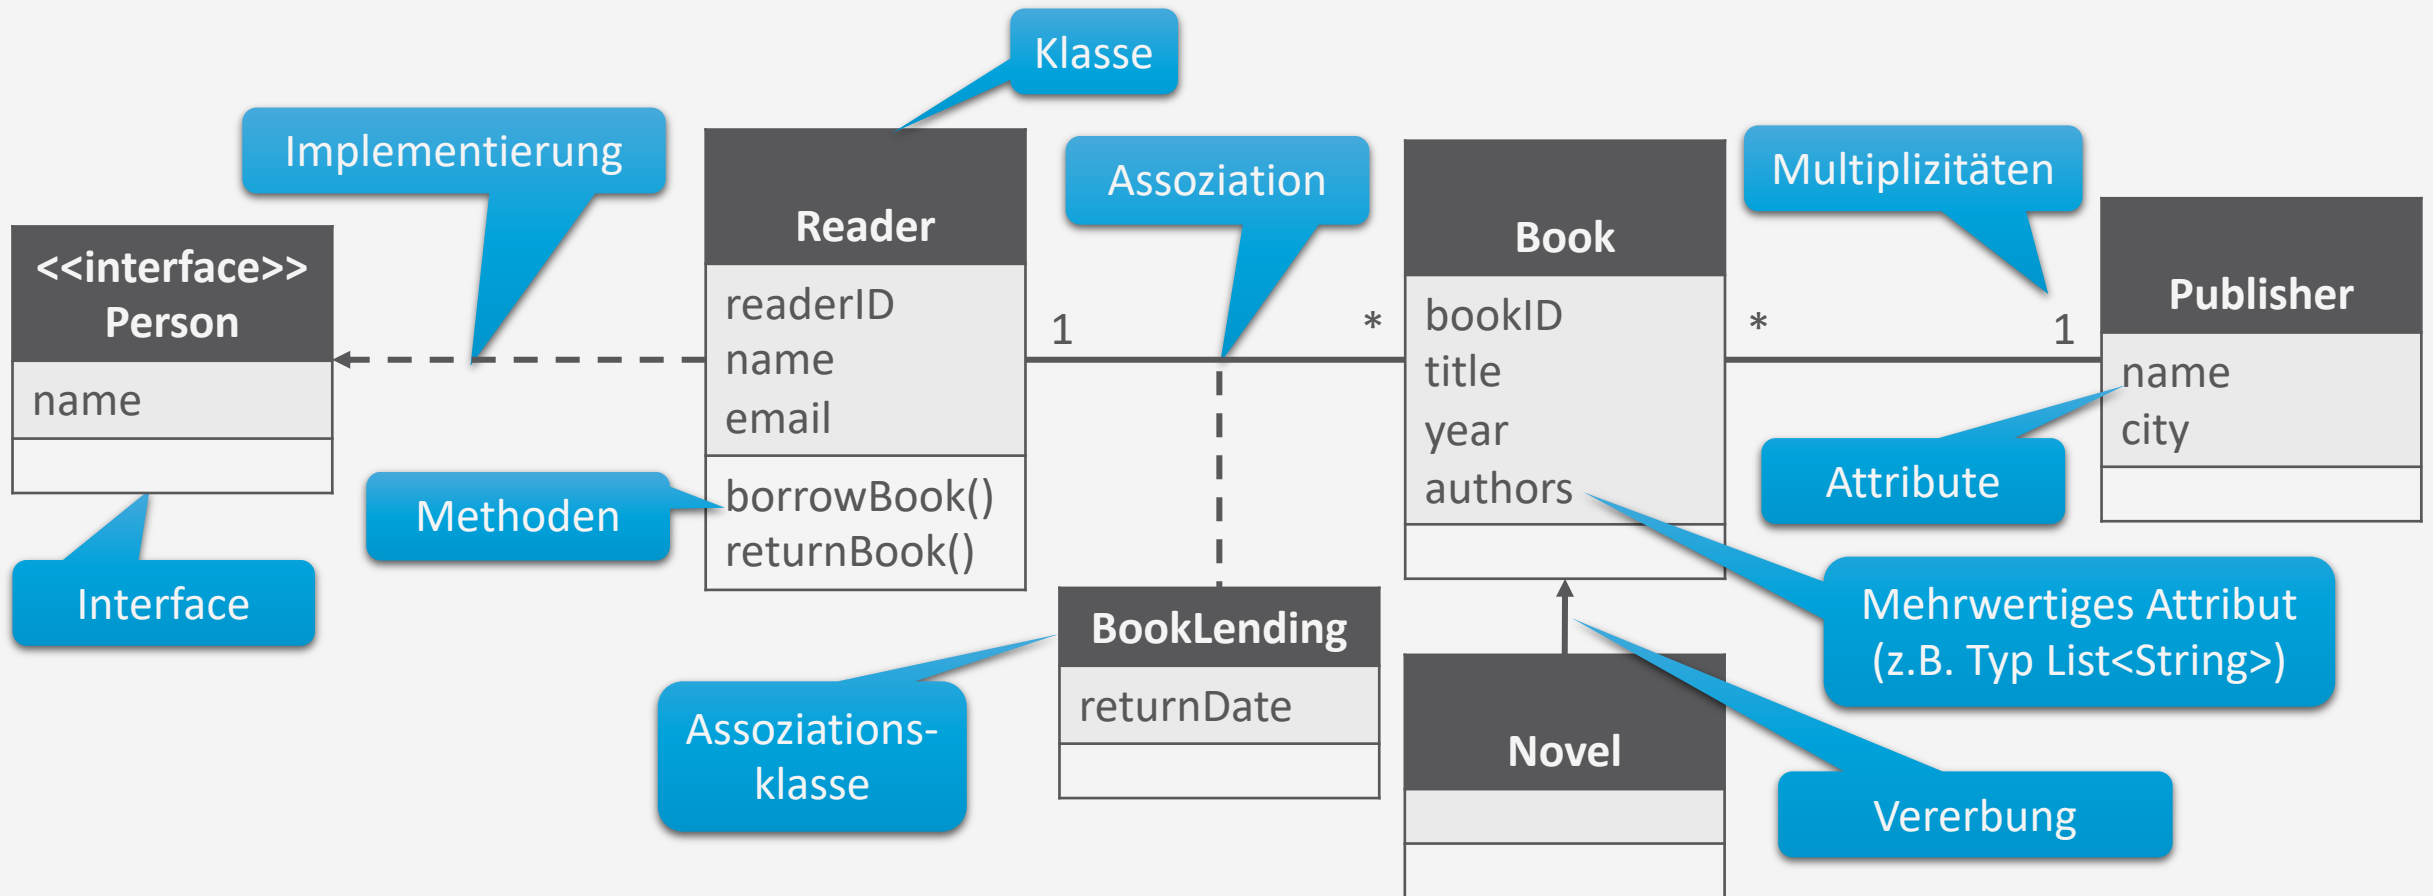 Klasse
Implementierung
Assoziation
Multiplizitäten
<<interface>>
Person
name
Interface
Reader
readerID
name
email
borrowBook()
returnBook()
Methoden
1
*
BookLending
returnDate
Assoziations-
klasse
Book
bookID
title
year
authors
*
1
Publisher
name
city
Attribute
Mehrwertiges Attribut
(z.B. Typ List<String>)
Novel
Vererbung